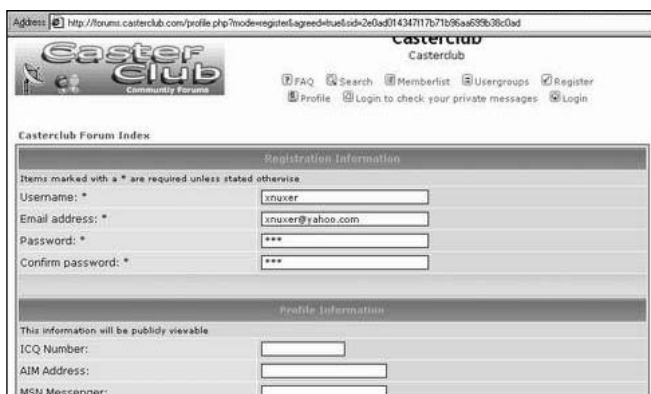 Address http://forums.casterclub.com/profile.php?mode=register&agreed=true&sid=2e0ad014347f17b71b96aa699b38c0ad
Caster Club
Community Forums
Casterclub
Casterclub
FAQ Search Memberlist Usergroups Register
Profile Login to check your private messages Login
Casterclub Forum Index
Registration Information
Items marked with a * are required unless stated otherwise
Username: * xnuxer
Email address: * xnuxer@yahoo.com
Password: * ***
Confirm password: * ***
Profile Information
This information will be publicly viewable
ICQ Number:
AIM Address:
MSN Messenger: